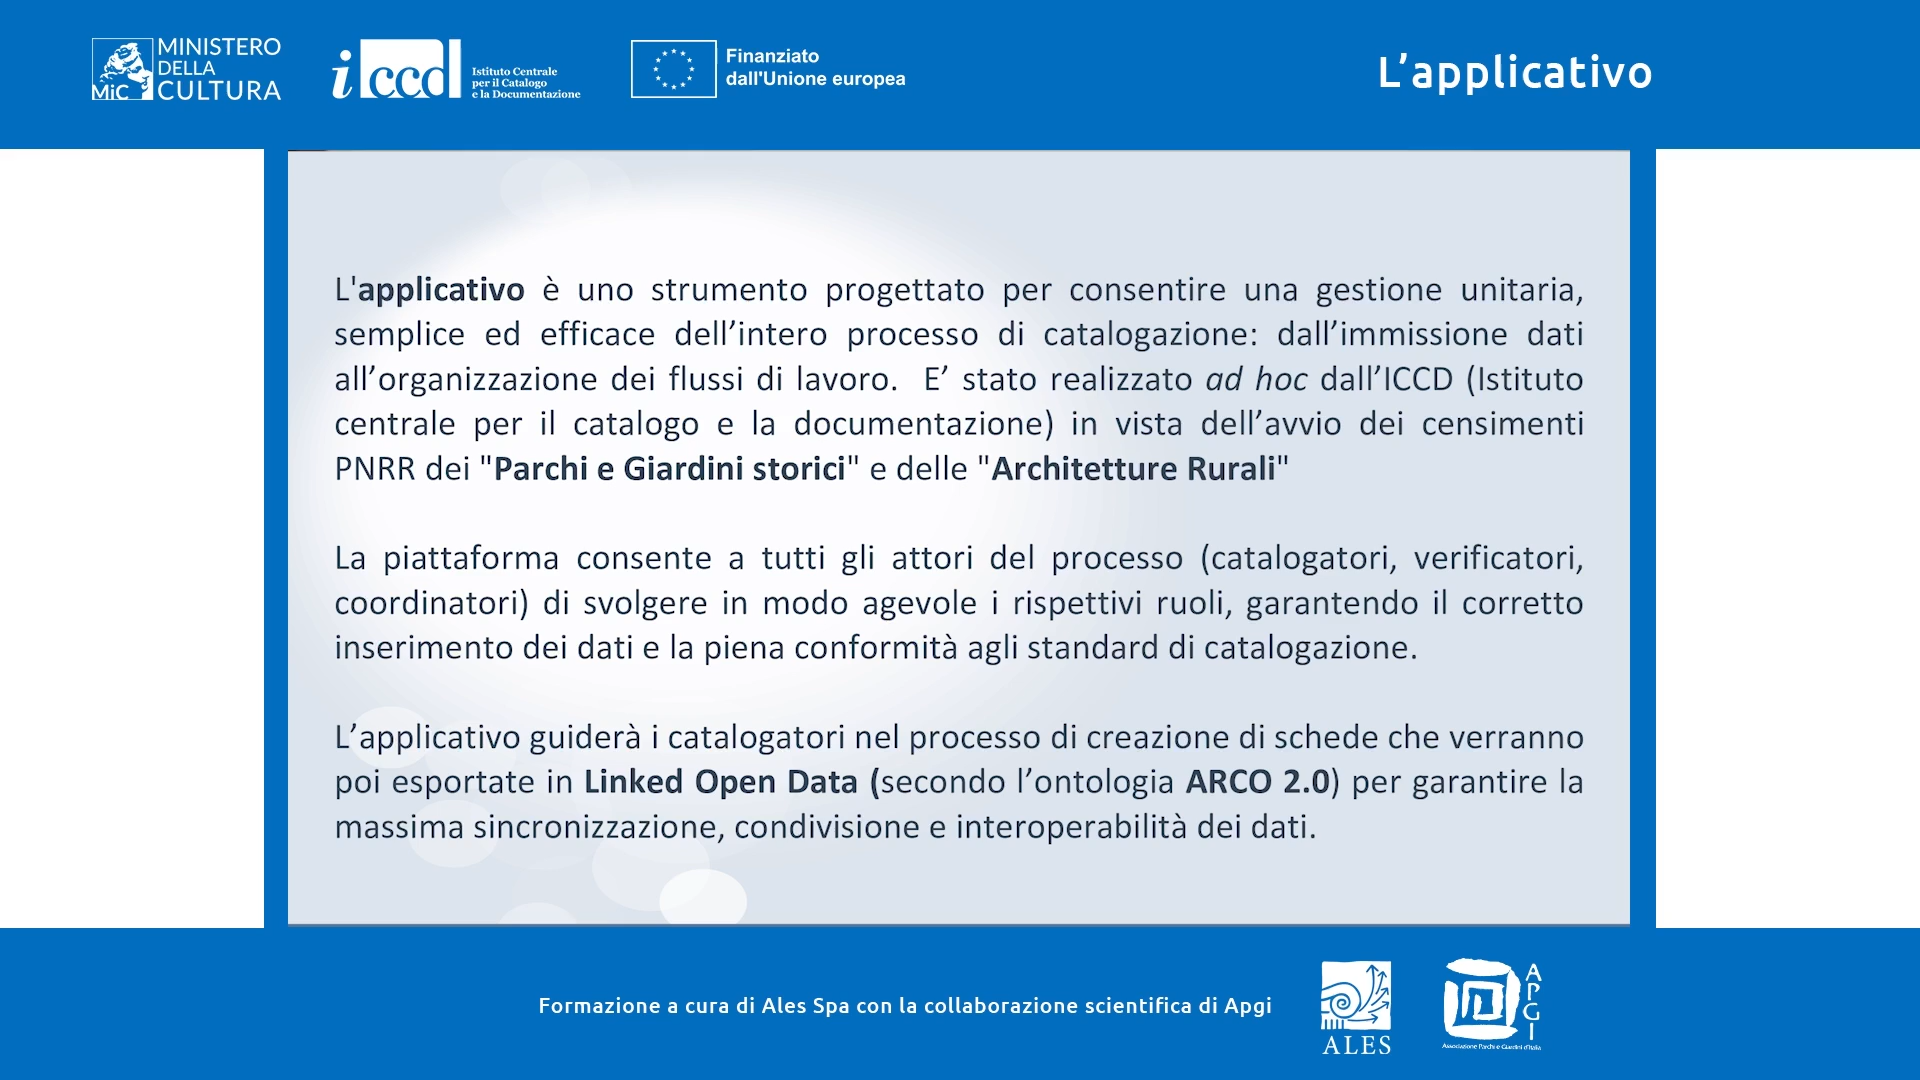 MiC
MINISTERO
DELLA
CULTURA
iccd
Istituto Centrale
per il Catalogo
e la Documentazione
Finanziato
dall'Unione europea
L’applicativo
L'applicativo è uno strumento progettato per consentire una gestione unitaria,
semplice ed efficace dell’intero processo di catalogazione: dall’immissione dati
all’organizzazione dei flussi di lavoro.  E’ stato realizzato ad hoc dall’ICCD (Istituto
centrale per il catalogo e la documentazione) in vista dell’avvio dei censimenti
PNRR dei "Parchi e Giardini storici" e delle "Architetture Rurali"
La piattaforma consente a tutti gli attori del processo (catalogatori, verificatori,
coordinatori) di svolgere in modo agevole i rispettivi ruoli, garantendo il corretto
inserimento dei dati e la piena conformità agli standard di catalogazione.
L’applicativo guiderà i catalogatori nel processo di creazione di schede che verranno
poi esportate in Linked Open Data (secondo l’ontologia ARCO 2.0) per garantire la
massima sincronizzazione, condivisione e interoperabilità dei dati.
Formazione a cura di Ales Spa con la collaborazione scientifica di Apgi
ALES
APGI
Associazione Parchi e Giardini d'Italia